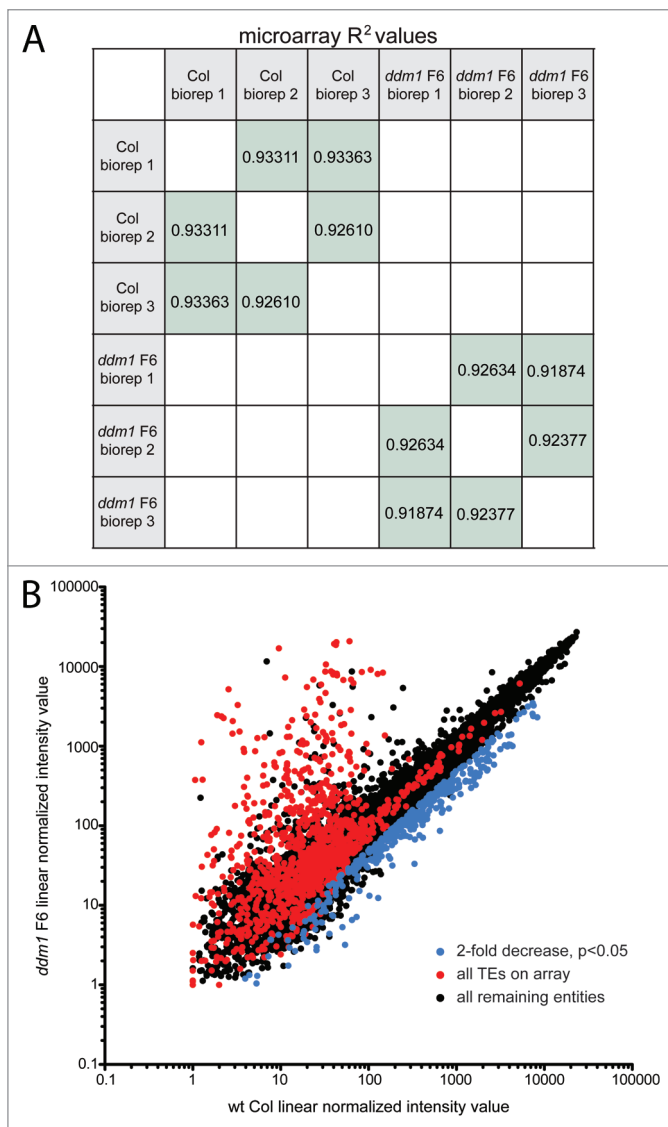 A
microarray R² values
Col biorep 1
Col biorep 2
Col biorep 3
ddm1 F6 biorep 1
ddm1 F6 biorep 2
ddm1 F6 biorep 3
Col biorep 1
0.93311
0.93363
Col biorep 2
0.93311
0.92610
Col biorep 3
0.93363
0.92610
ddm1 F6 biorep 1
0.92634
0.91874
ddm1 F6 biorep 2
0.92634
0.92377
ddm1 F6 biorep 3
0.91874
0.92377
B
100000
10000
1000
100
10
1
0.1
ddm1 F6 linear normalized intensity value
2-fold decrease, p<0.05
all TEs on array
all remaining entities
0.1
1
10
100
1000
10000
100000
wt Col linear normalized intensity value